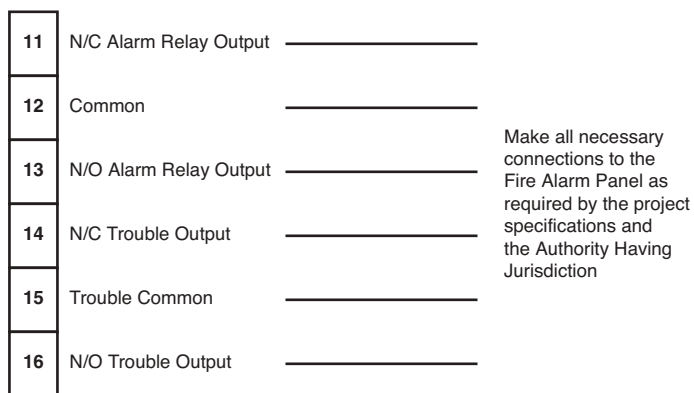 11 N/C Alarm Relay Output
12 Common
13 N/O Alarm Relay Output
14 N/C Trouble Output
15 Trouble Common
16 N/O Trouble Output
Make all necessary
connections to the
Fire Alarm Panel as
required by the project
specifications and
the Authority Having
Jurisdiction